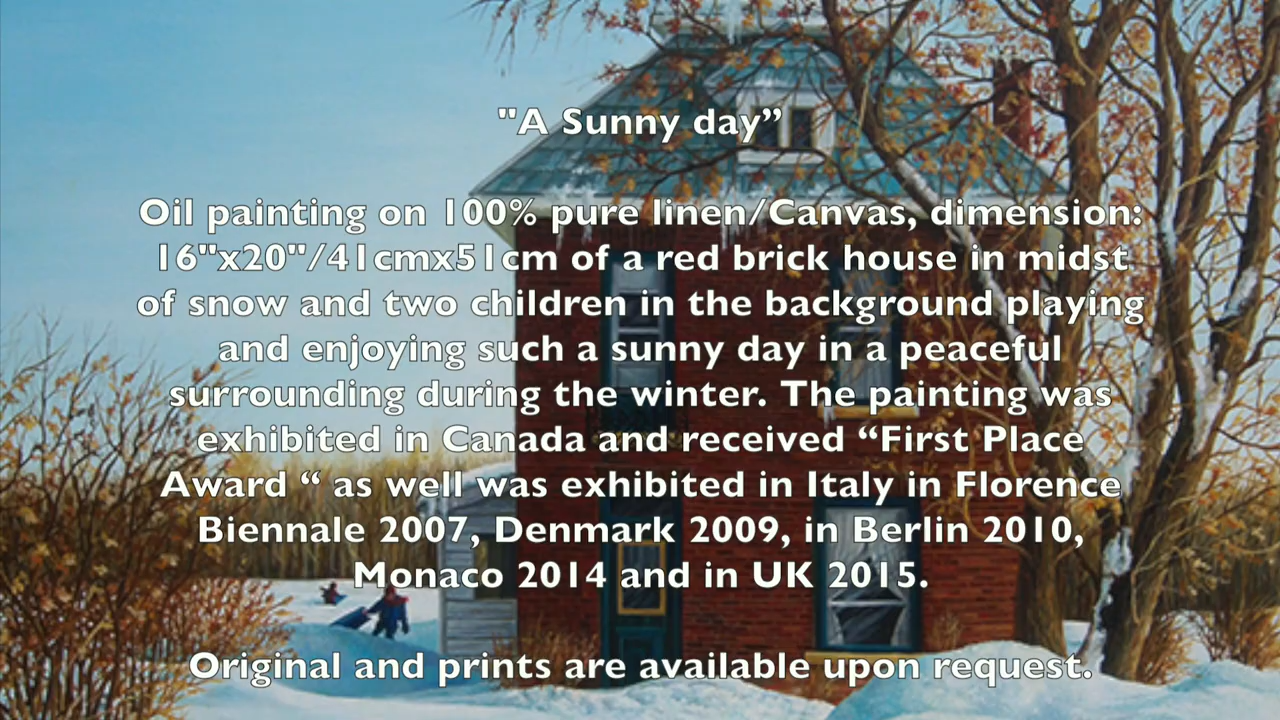 "A Sunny day”
Oil painting on 100% pure linen/Canvas, dimension:
16"x20"/41cmx51cm of a red brick house in midst
of snow and two children in the background playing
and enjoying such a sunny day in a peaceful
surrounding during the winter. The painting was
exhibited in Canada and received “First Place
Award “ as well was exhibited in Italy in Florence
Biennale 2007, Denmark 2009, in Berlin 2010,
Monaco 2014 and in UK 2015.
Original and prints are available upon request.